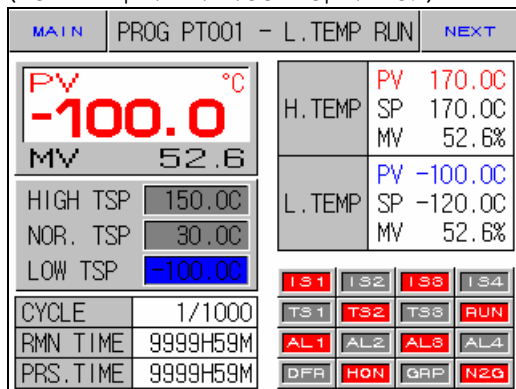 MAIN PROG PT001 - L.TEMP RUN NEXT
PV °C
-100.0
MV 52.6
HIGH TSP 150.0C
NOR. TSP 30.0C
LOW TSP -100.0C
CYCLE 1/1000
RMN TIME 9999H59M
PRS.TIME 9999H59M
H.TEMP
PV 170.0C
SP 170.0C
MV 52.6%
L.TEMP
PV -100.0C
SP -120.0C
MV 52.6%
IS1 IS2 IS3 IS4
TS1 TS2 TS3 RUN
AL1 AL2 AL3 AL4
DFR HON GRP N2G